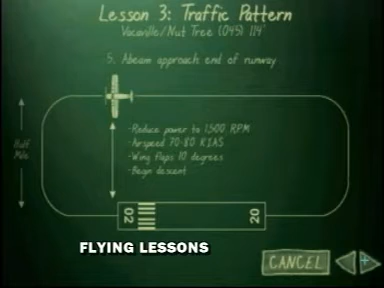 Lesson 3: Traffic Pattern
Vacaville/Nut Tree (O45) 114
5. Abeam approach end of runway
Half
Mile
-Reduce power to 1500 RPM
-Airspeed 70-80 KIAS
-Wing flaps 10 degrees
-Begin descent
02
20
FLYING LESSONS
CANCEL